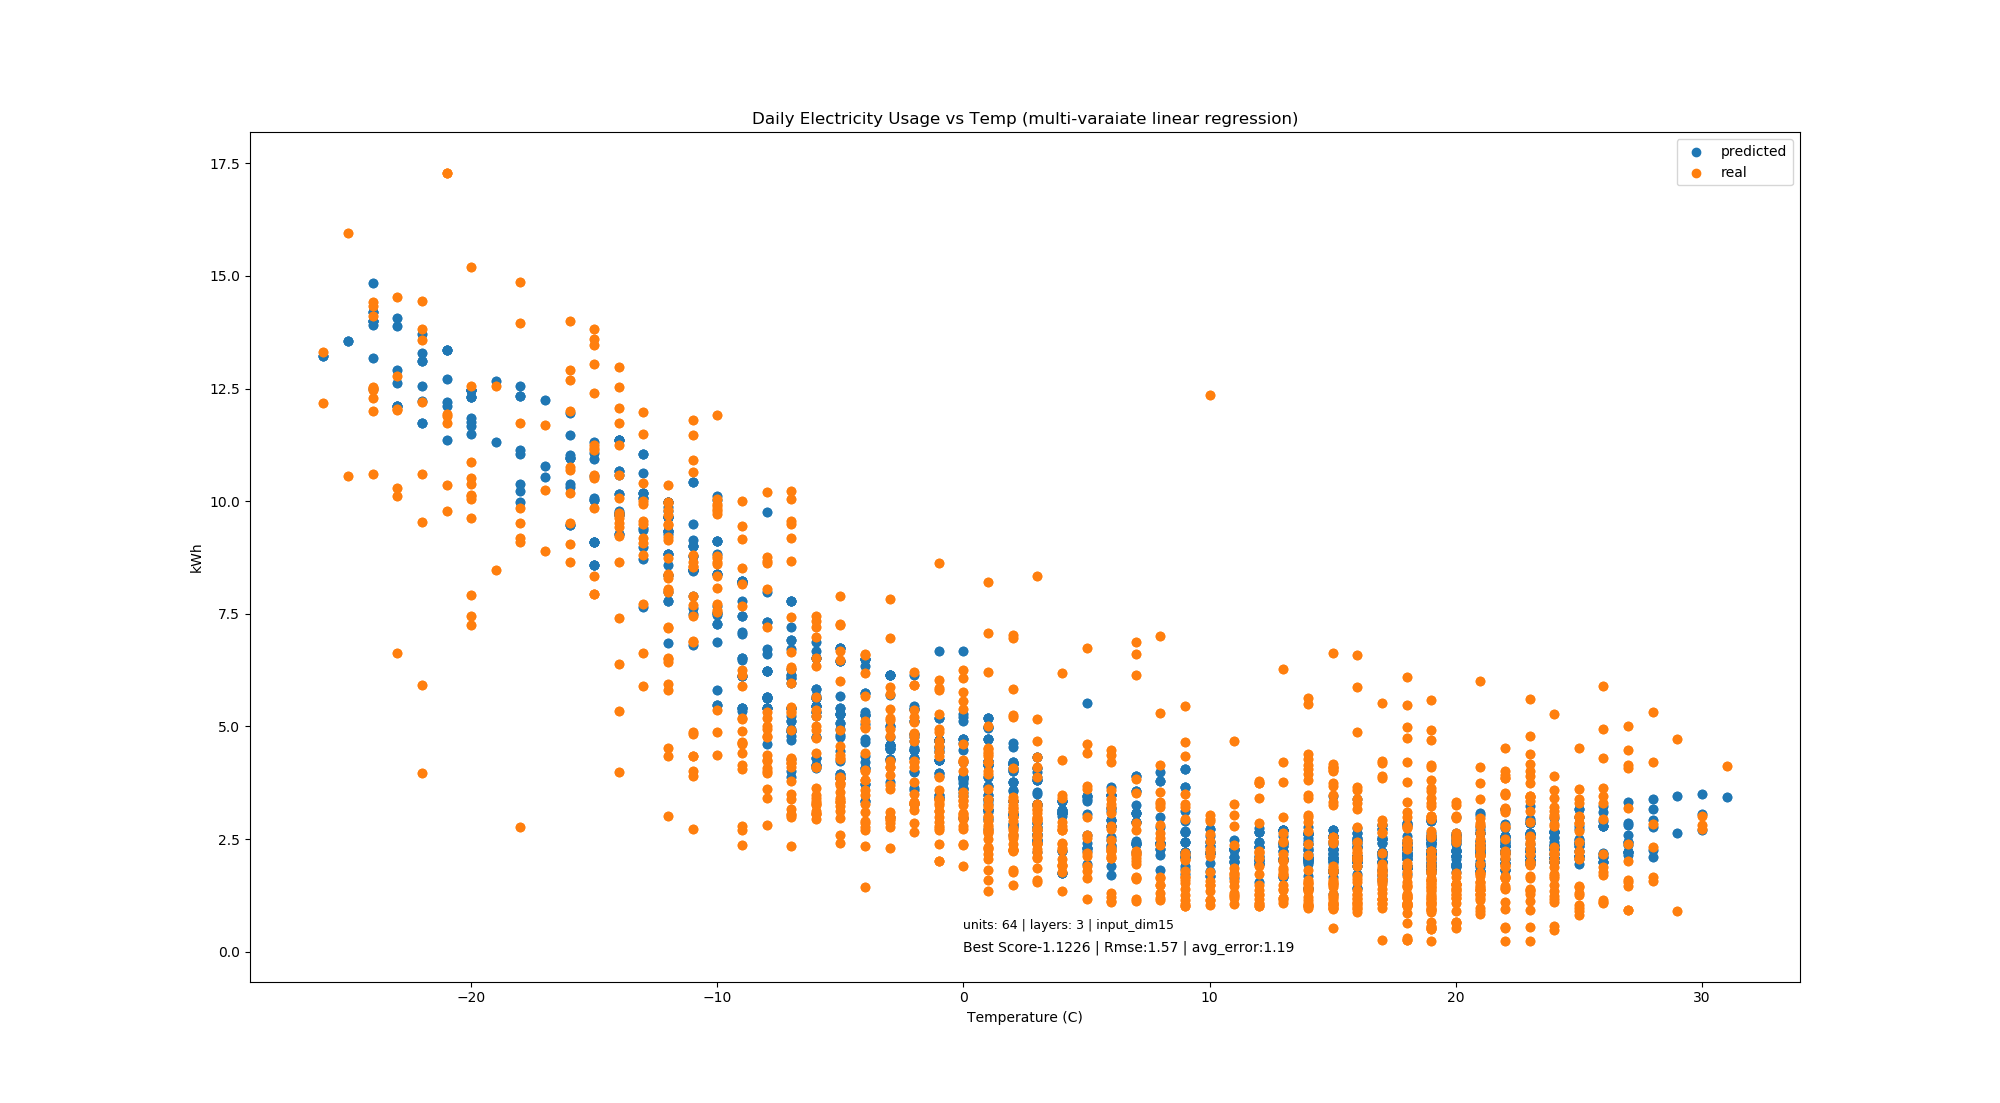 Daily Electricity Usage vs Temp (multi-varaiate linear regression)
predicted
real
17.5
15.0
12.5
10.0
7.5
5.0
2.5
0.0
kWh
units: 64 | layers: 3 | input_dim15
Best Score-1.1226 | Rmse:1.57 | avg_error:1.19
−20
−10
0
10
20
30
Temperature (C)